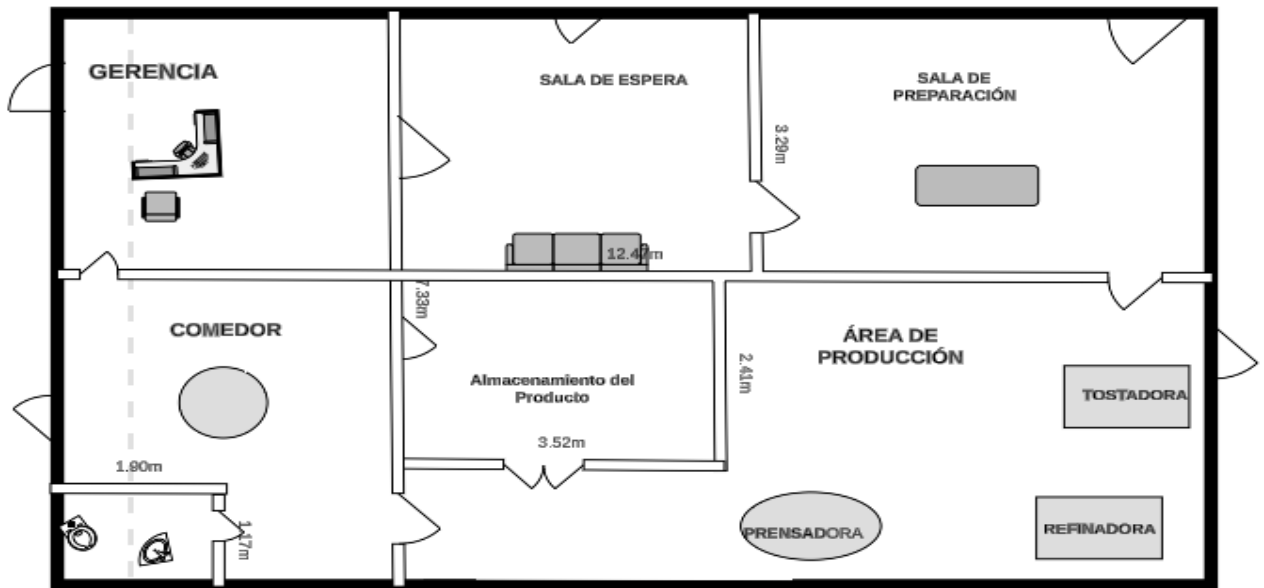 GERENCIA
SALA DE ESPERA
SALA DE
PREPARACIÓN
3.29m
12.47m
7.33m
COMEDOR
ÁREA DE
PRODUCCIÓN
2.41m
Almacenamiento del
Producto
TOSTADORA
3.52m
1.90m
1.17m
PRENSADORA
REFINADORA